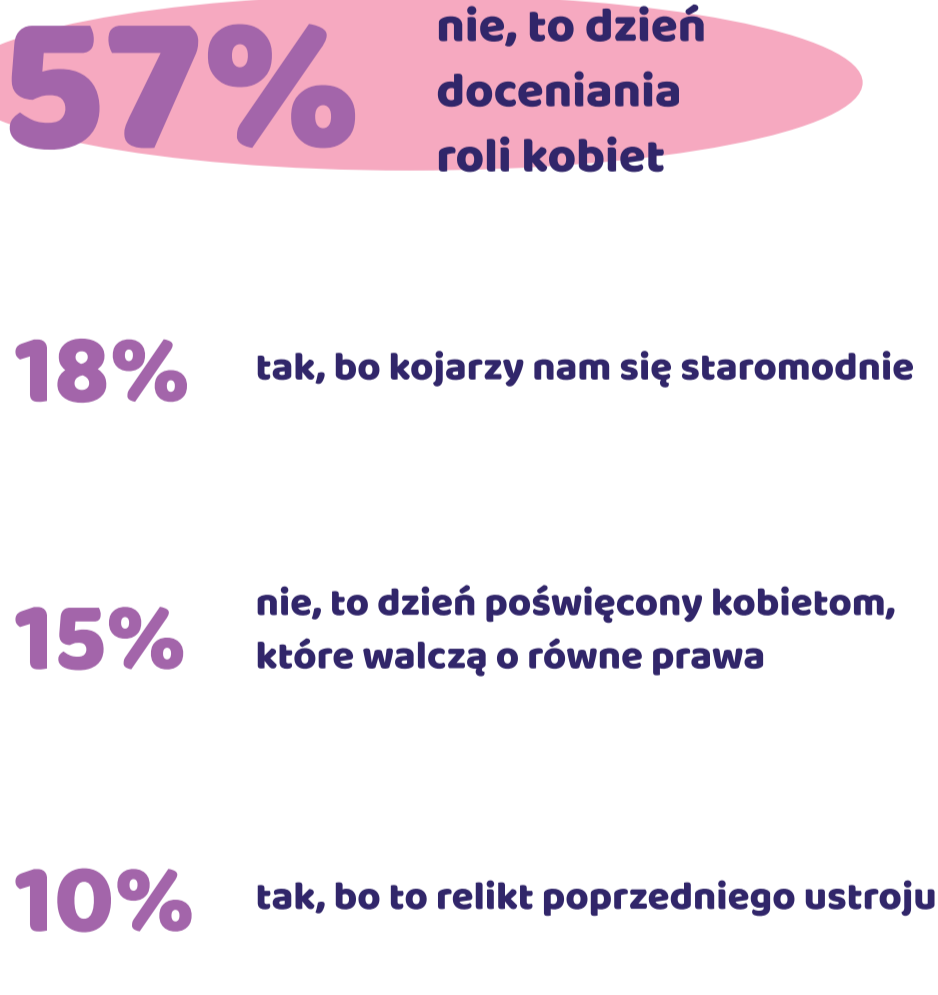 57%
nie, to dzień
doceniania
roli kobiet
18%
tak, bo kojarzy nam się staromodnie
15%
nie, to dzień poświęcony kobietom,
które walczą o równe prawa
10%
tak, bo to relikt poprzedniego ustroju